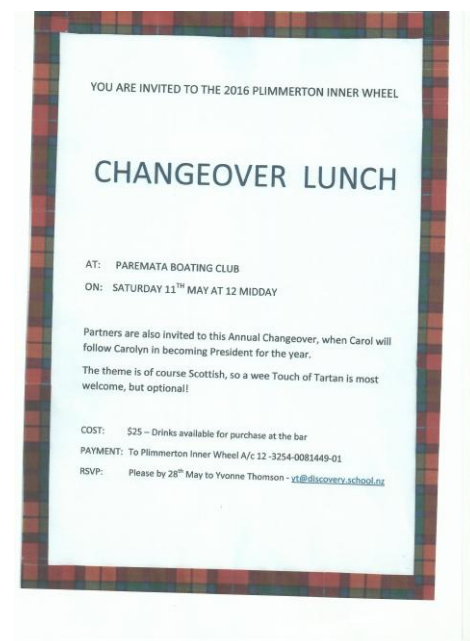 YOU ARE INVITED TO THE 2016 PLIMMERTON INNER WHEEL
CHANGEOVER LUNCH
AT: PAREMATA BOATING CLUB
ON: SATURDAY 11TH MAY AT 12 MIDDAY
Partners are also invited to this Annual Changeover, when Carol will
follow Carolyn in becoming President for the year.
The theme is of course Scottish, so a wee Touch of Tartan is most
welcome, but optional!
COST: $25 – Drinks available for purchase at the bar
PAYMENT: To Plimmerton Inner Wheel A/c 12 -3254-0081449-01
RSVP: Please by 28th May to Yvonne Thomson - yt@discovery.school.nz